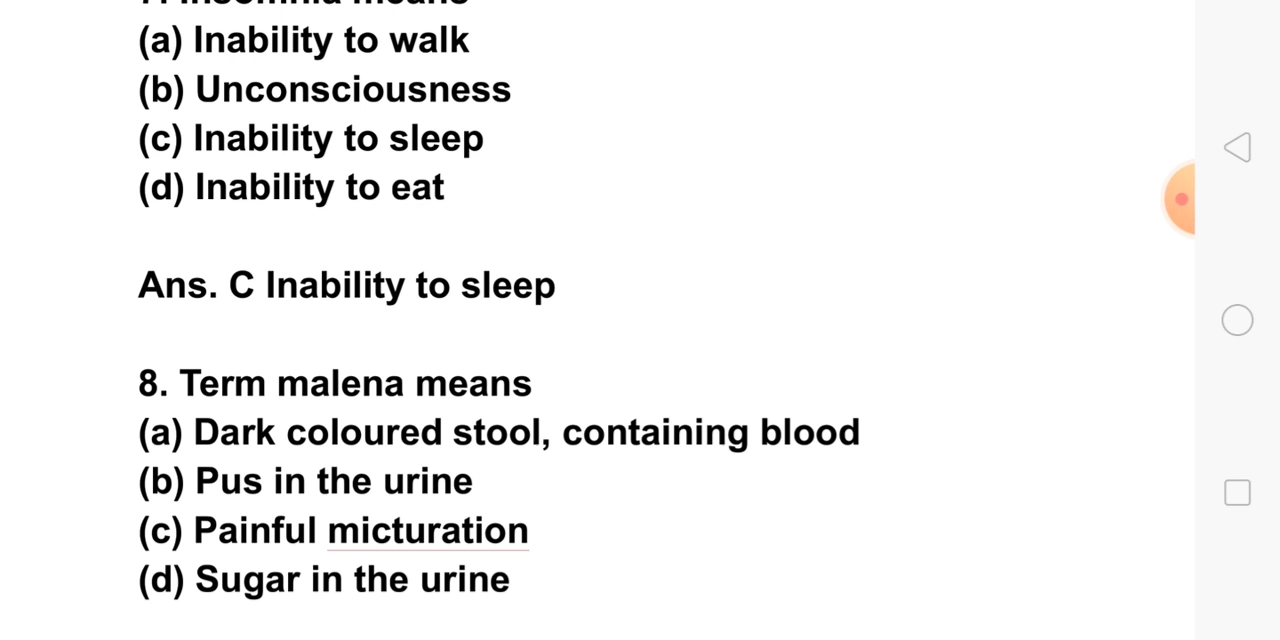 (a) Inability to walk
(b) Unconsciousness
(c) Inability to sleep
(d) Inability to eat
Ans. C Inability to sleep
8. Term malena means
(a) Dark coloured stool, containing blood
(b) Pus in the urine
(c) Painful micturation
(d) Sugar in the urine